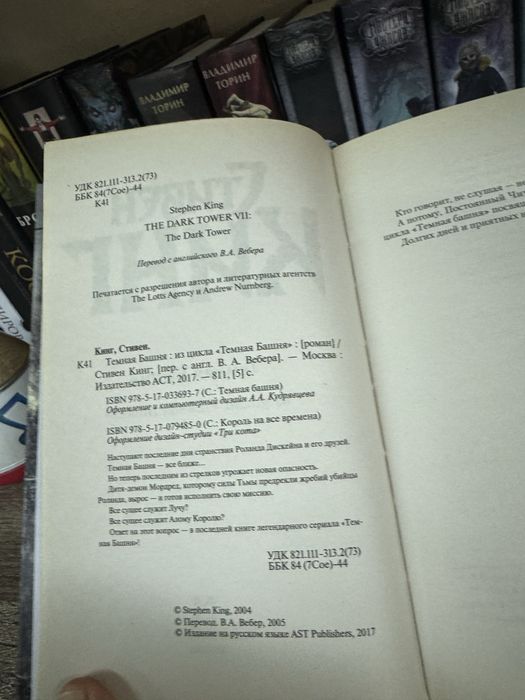 ВЛАДИМИР
ТОРИН
ВЛАДИМИР
ТОРИН
УДК 821.111-313.2(73)
ББК 84(7Сое)-44
К41
Stephen King
THE DARK TOWER VII:
The Dark Tower
Перевод с английского В.А. Вебера
Печатается с разрешения автора и литературных агентств
The Lotts Agency и Andrew Nurnberg.
Кинг, Стивен.
К41 Темная Башня : из цикла «Темная Башня» : [роман] /
Стивен Кинг; [пер. с англ. В. А. Вебера]. — Москва :
Издательство АСТ, 2017. — 811, [5] с.
ISBN 978-5-17-033693-7 (С.: Темная башня)
Оформление и компьютерный дизайн А.А. Кудрявцева
ISBN 978-5-17-079485-0 (С.: Король на все времена)
Оформление дизайн-студии «Три кота»
Наступают последние дни странствия Роланда Дискейна и его друзей.
Темная Башня — все ближе...
Но теперь последним из стрелков угрожает новая опасность.
Дитя-демон Мордред, которому силы Тьмы предрекли жребий убийцы
Роланда, вырос — и готов исполнить свою миссию.
Все сущее служит Лучу?
Все сущее служит Алому Королю?
Ответ на этот вопрос — в последней книге легендарного сериала «Тем-
ная Башня»!
УДК 821.111-313.2(73)
ББК 84 (7Сое)-44
© Stephen King, 2004
© Перевод. В.А. Вебер, 2005
© Издание на русском языке AST Publishers, 2017
Кто говорит, не слушая —
А потому, Постоянный
цикла «Темная башня»
Долгих дней и приятных